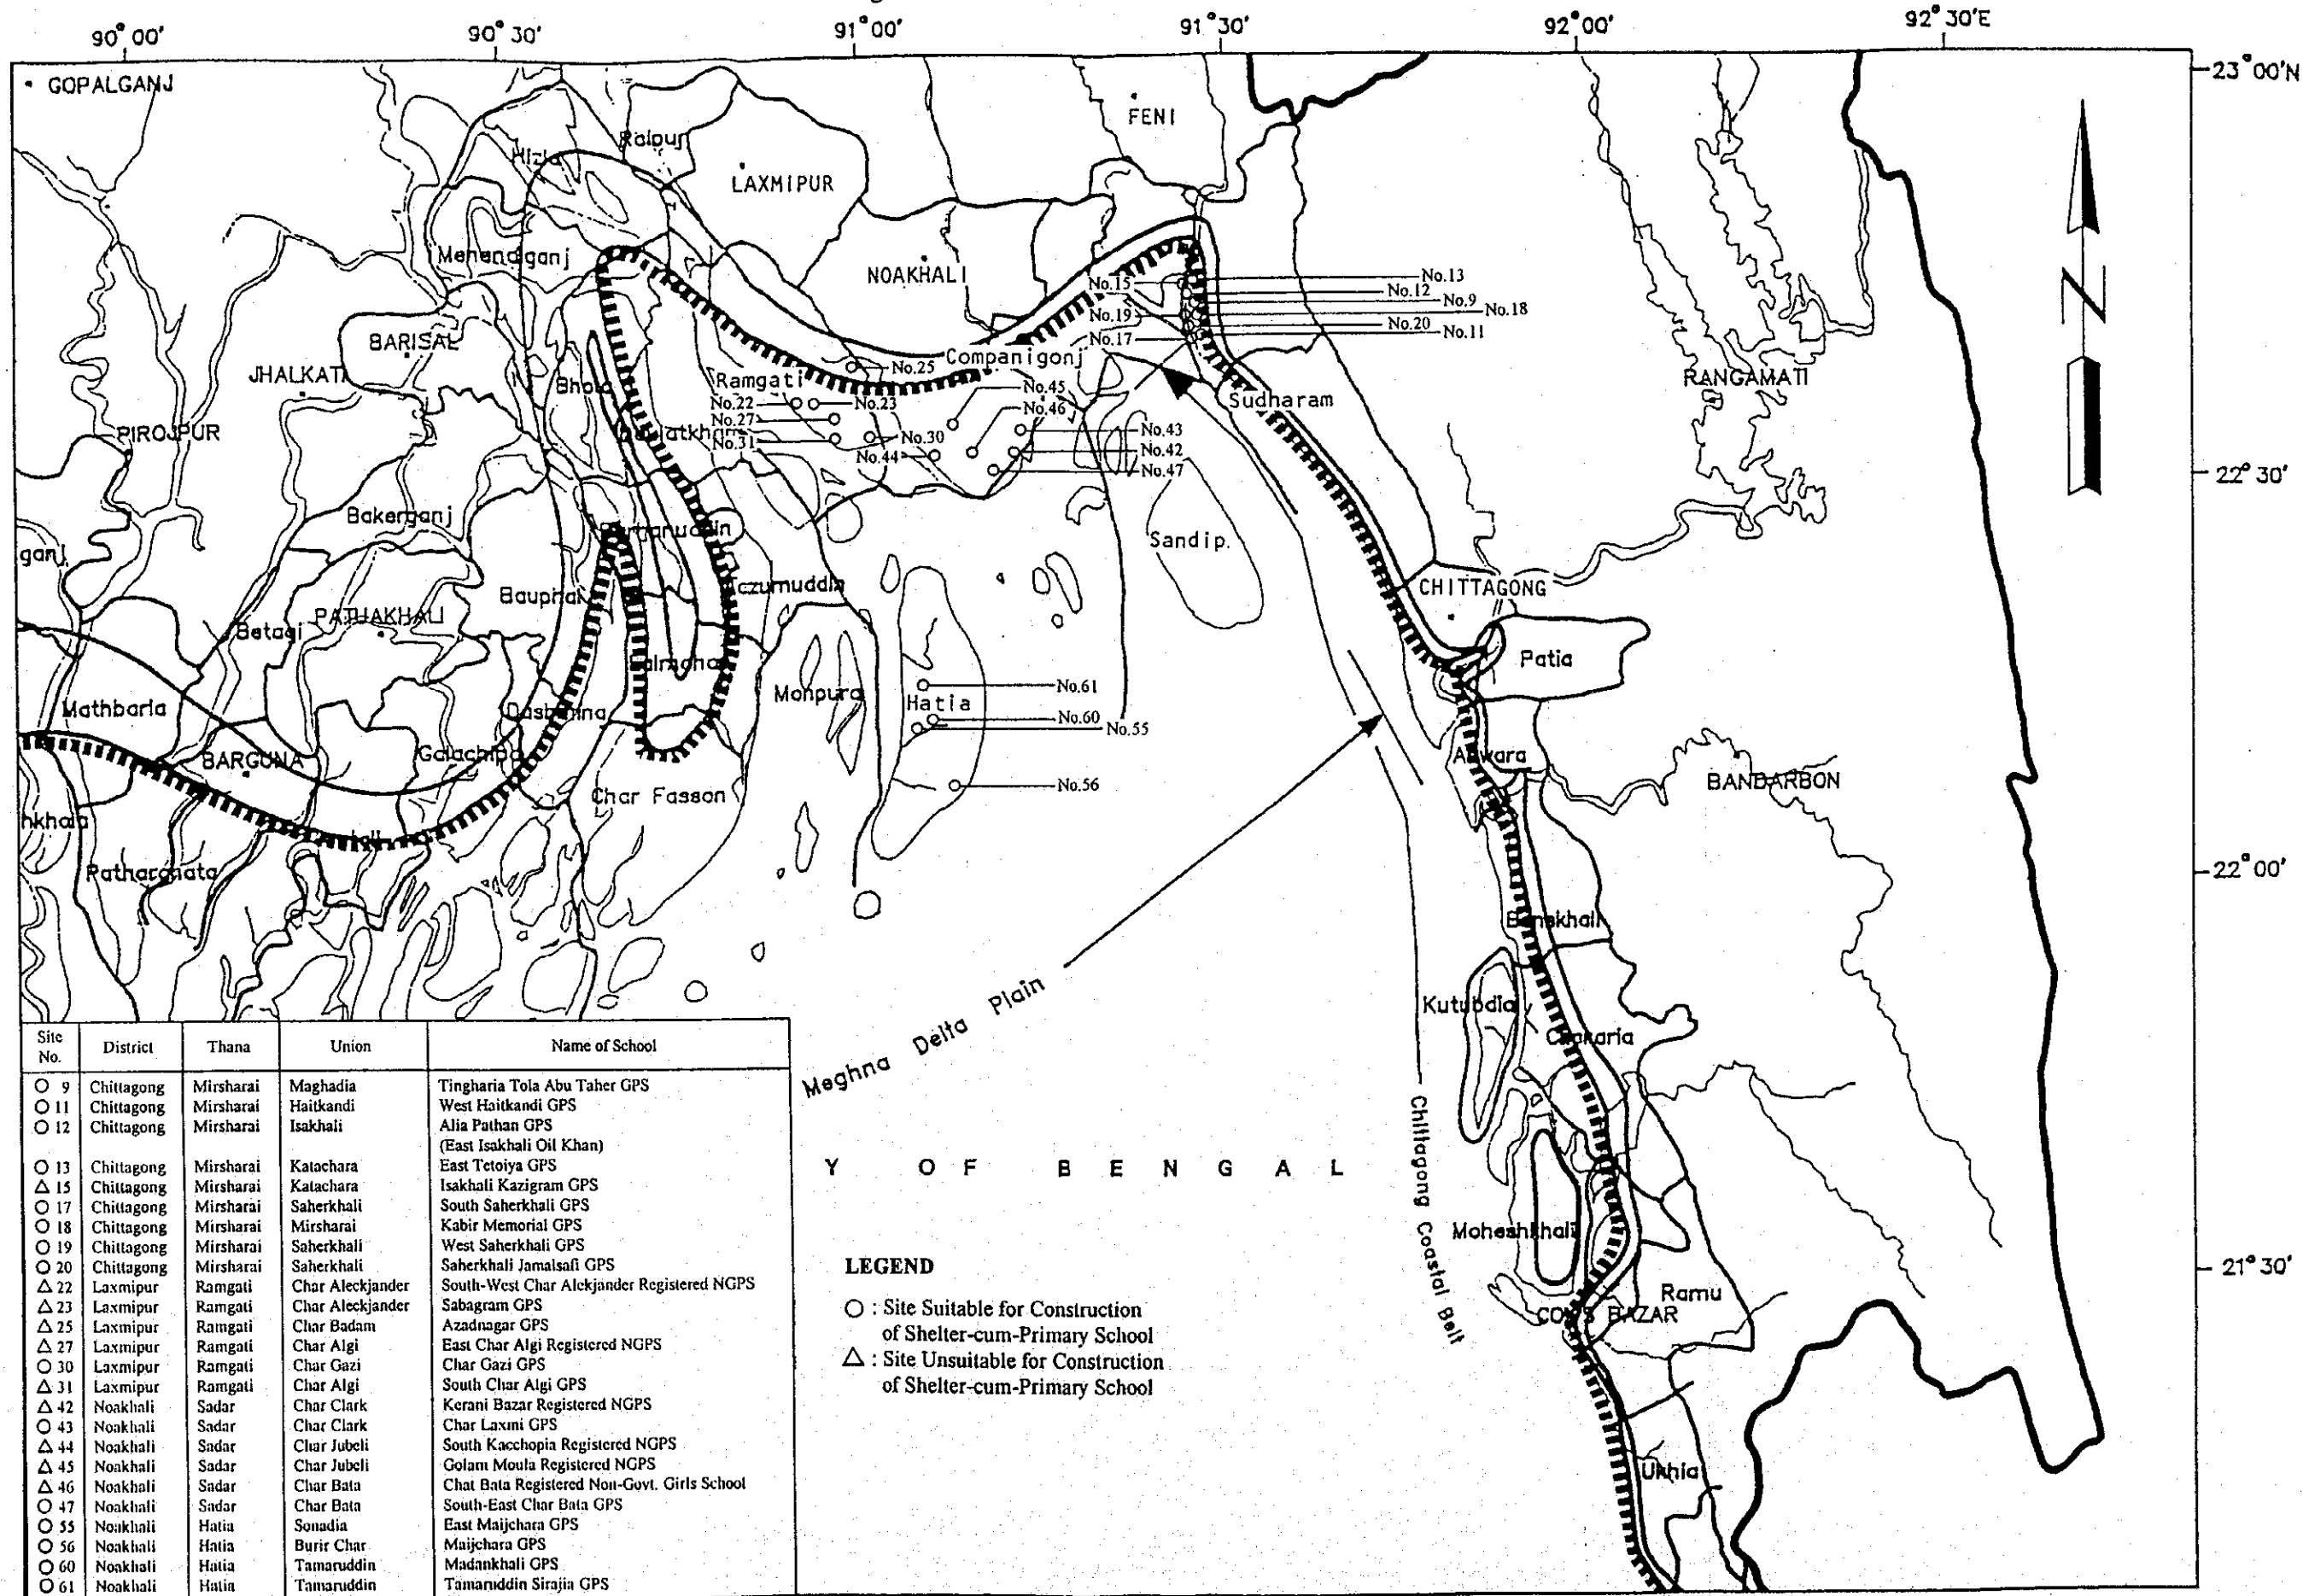 90° 00'
90° 30'
91° 00'
91° 30'
92° 00'
92° 30'E
23° 00'N
22° 30'
22° 00'
21° 30'
GOPALGANJ
FENI
Raipur
Hizla
LAXMIPUR
Mehendiganj
NOAKHALI
No.15
No.13
No.12
No.9
No.18
No.19
No.20
No.17
No.11
BARISAL
JHALKATI
Bhola
Ramgati
Companigonj
No.25
No.45
No.22
No.23
No.46
No.27
No.43
No.31
No.30
No.42
No.44
No.47
Sudharam
RANGAMATI
PIROJPUR
Bakerganj
Sandip
ganj
Bauphal
Tazumuddin
CHITTAGONG
Betagi
PATHAKHALI
Patia
Mathbaria
Dashmina
Monpura
Hatia
No.61
No.60
No.55
No.56
BARGUNA
Galachipa
Char Fasson
Anwara
BANDARBON
hkhala
Patharghata
Banskhali
Kutubdia
Chakaria
Meghna Delta Plain
Chittagong Coastal Belt
Y O F B E N G A L
Moheshkhali
Ramu
COX'S BAZAR
Ukhia
LEGEND
○ : Site Suitable for Construction
of Shelter-cum-Primary School
△ : Site Unsuitable for Construction
of Shelter-cum-Primary School
Site No. District Thana Union Name of School
○ 9 Chittagong Mirsharai Maghadia Tingharia Tola Abu Taher GPS
○ 11 Chittagong Mirsharai Haitkandi West Haitkandi GPS
○ 12 Chittagong Mirsharai Isakhali Alia Pathan GPS
(East Isakhali Oil Khan)
○ 13 Chittagong Mirsharai Katachara East Tetoiya GPS
△ 15 Chittagong Mirsharai Katachara Isakhali Kazigram GPS
○ 17 Chittagong Mirsharai Saherkhali South Saherkhali GPS
○ 18 Chittagong Mirsharai Mirsharai Kabir Memorial GPS
○ 19 Chittagong Mirsharai Saherkhali West Saherkhali GPS
○ 20 Chittagong Mirsharai Saherkhali Saherkhali Jamalsafi GPS
△ 22 Laxmipur Ramgati Char Aleckjander South-West Char Alekjander Registered NGPS
△ 23 Laxmipur Ramgati Char Aleckjander Sabagram GPS
△ 25 Laxmipur Ramgati Char Badam Azadnagar GPS
△ 27 Laxmipur Ramgati Char Algi East Char Algi Registered NGPS
○ 30 Laxmipur Ramgati Char Gazi Char Gazi GPS
△ 31 Laxmipur Ramgati Char Algi South Char Algi GPS
△ 42 Noakhali Sadar Char Clark Kerani Bazar Registered NGPS
○ 43 Noakhali Sadar Char Clark Char Laxmi GPS
△ 44 Noakhali Sadar Char Jubeli South Kacchopia Registered NGPS
△ 45 Noakhali Sadar Char Jubeli Golam Moula Registered NGPS
△ 46 Noakhali Sadar Char Bata Chat Bata Registered Non-Govt. Girls School
○ 47 Noakhali Sadar Char Bata South-East Char Bata GPS
○ 55 Noakhali Hatia Sonadia East Maijchara GPS
○ 56 Noakhali Hatia Burir Char Maijchara GPS
○ 60 Noakhali Hatia Tamaruddin Madankhali GPS
○ 61 Noakhali Hatia Tamaruddin Tamaruddin Sirajia GPS